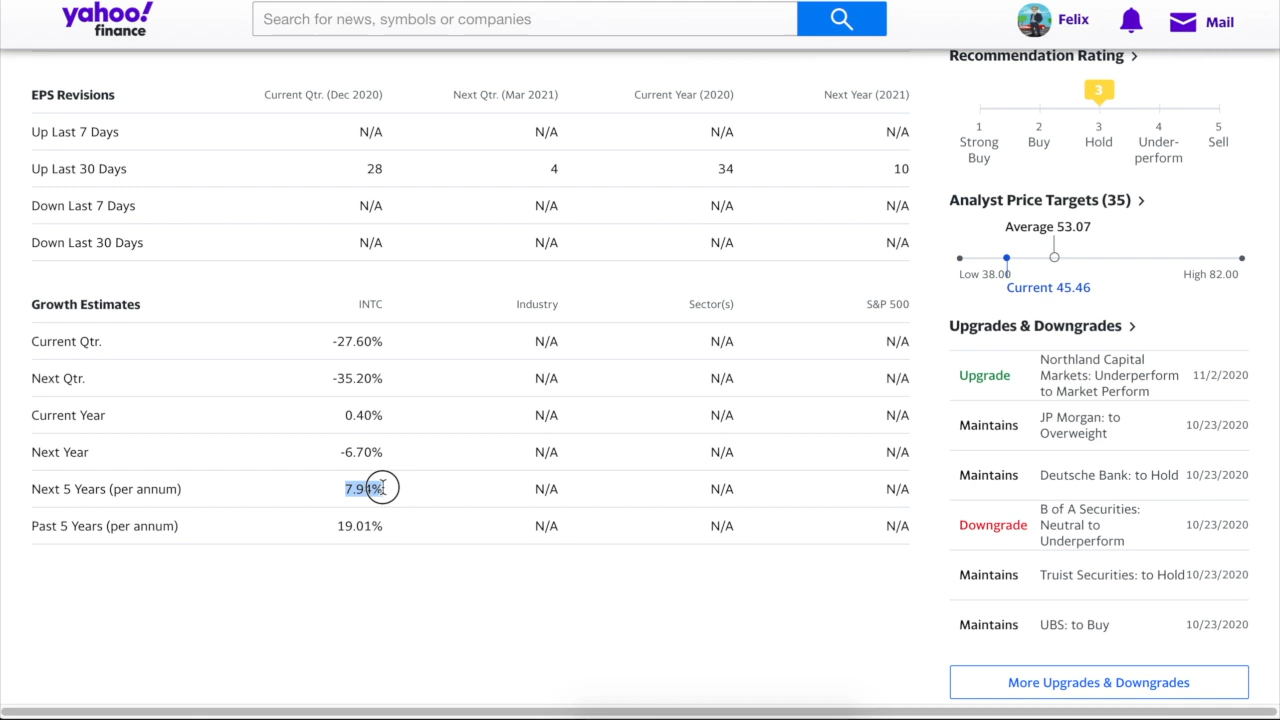 yahoo!
finance
Search for news, symbols or companies
Felix
Mail
EPS Revisions Current Qtr. (Dec 2020) Next Qtr. (Mar 2021) Current Year (2020) Next Year (2021)
Up Last 7 Days N/A N/A N/A N/A
Up Last 30 Days 28 4 34 10
Down Last 7 Days N/A N/A N/A N/A
Down Last 30 Days N/A N/A N/A N/A
Growth Estimates INTC Industry Sector(s) S&P 500
Current Qtr. -27.60% N/A N/A N/A
Next Qtr. -35.20% N/A N/A N/A
Current Year 0.40% N/A N/A N/A
Next Year -6.70% N/A N/A N/A
Next 5 Years (per annum) 7.94% N/A N/A N/A
Past 5 Years (per annum) 19.01% N/A N/A N/A
Recommendation Rating >
3
1 2 3 4 5
Strong Buy Hold Under- Sell
Buy perform
Analyst Price Targets (35) >
Average 53.07
Low 38.00 High 82.00
Current 45.46
Upgrades & Downgrades >
Northland Capital
Upgrade Markets: Underperform 11/2/2020
to Market Perform
Maintains JP Morgan: to 10/23/2020
Overweight
Maintains Deutsche Bank: to Hold 10/23/2020
B of A Securities:
Downgrade Neutral to 10/23/2020
Underperform
Maintains Truist Securities: to Hold 10/23/2020
Maintains UBS: to Buy 10/23/2020
More Upgrades & Downgrades